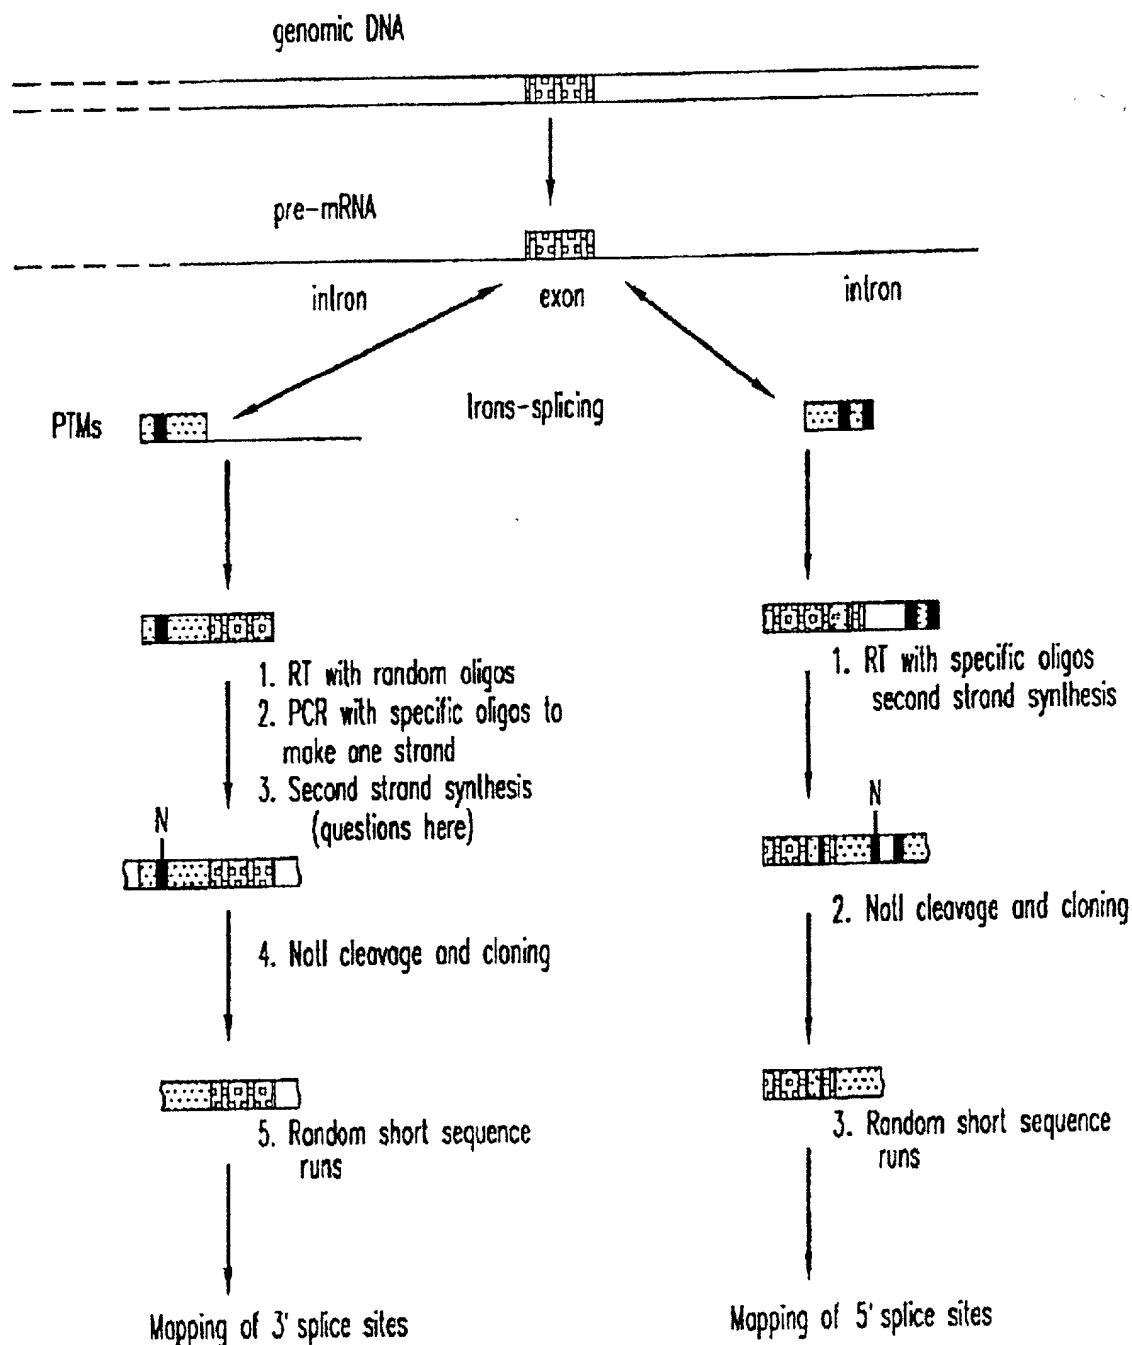 genomic DNA
pre-mRNA
intron
exon
intron
PTMs
Trans-splicing
1. RT with random oligos
2. PCR with specific oligos to
make one strand
3. Second strand synthesis
(questions here)
1. RT with specific oligos
second strand synthesis
N
N
4. NotI cleavage and cloning
2. NotI cleavage and cloning
5. Random short sequence
runs
3. Random short sequence
runs
Mapping of 3' splice sites
Mapping of 5' splice sites